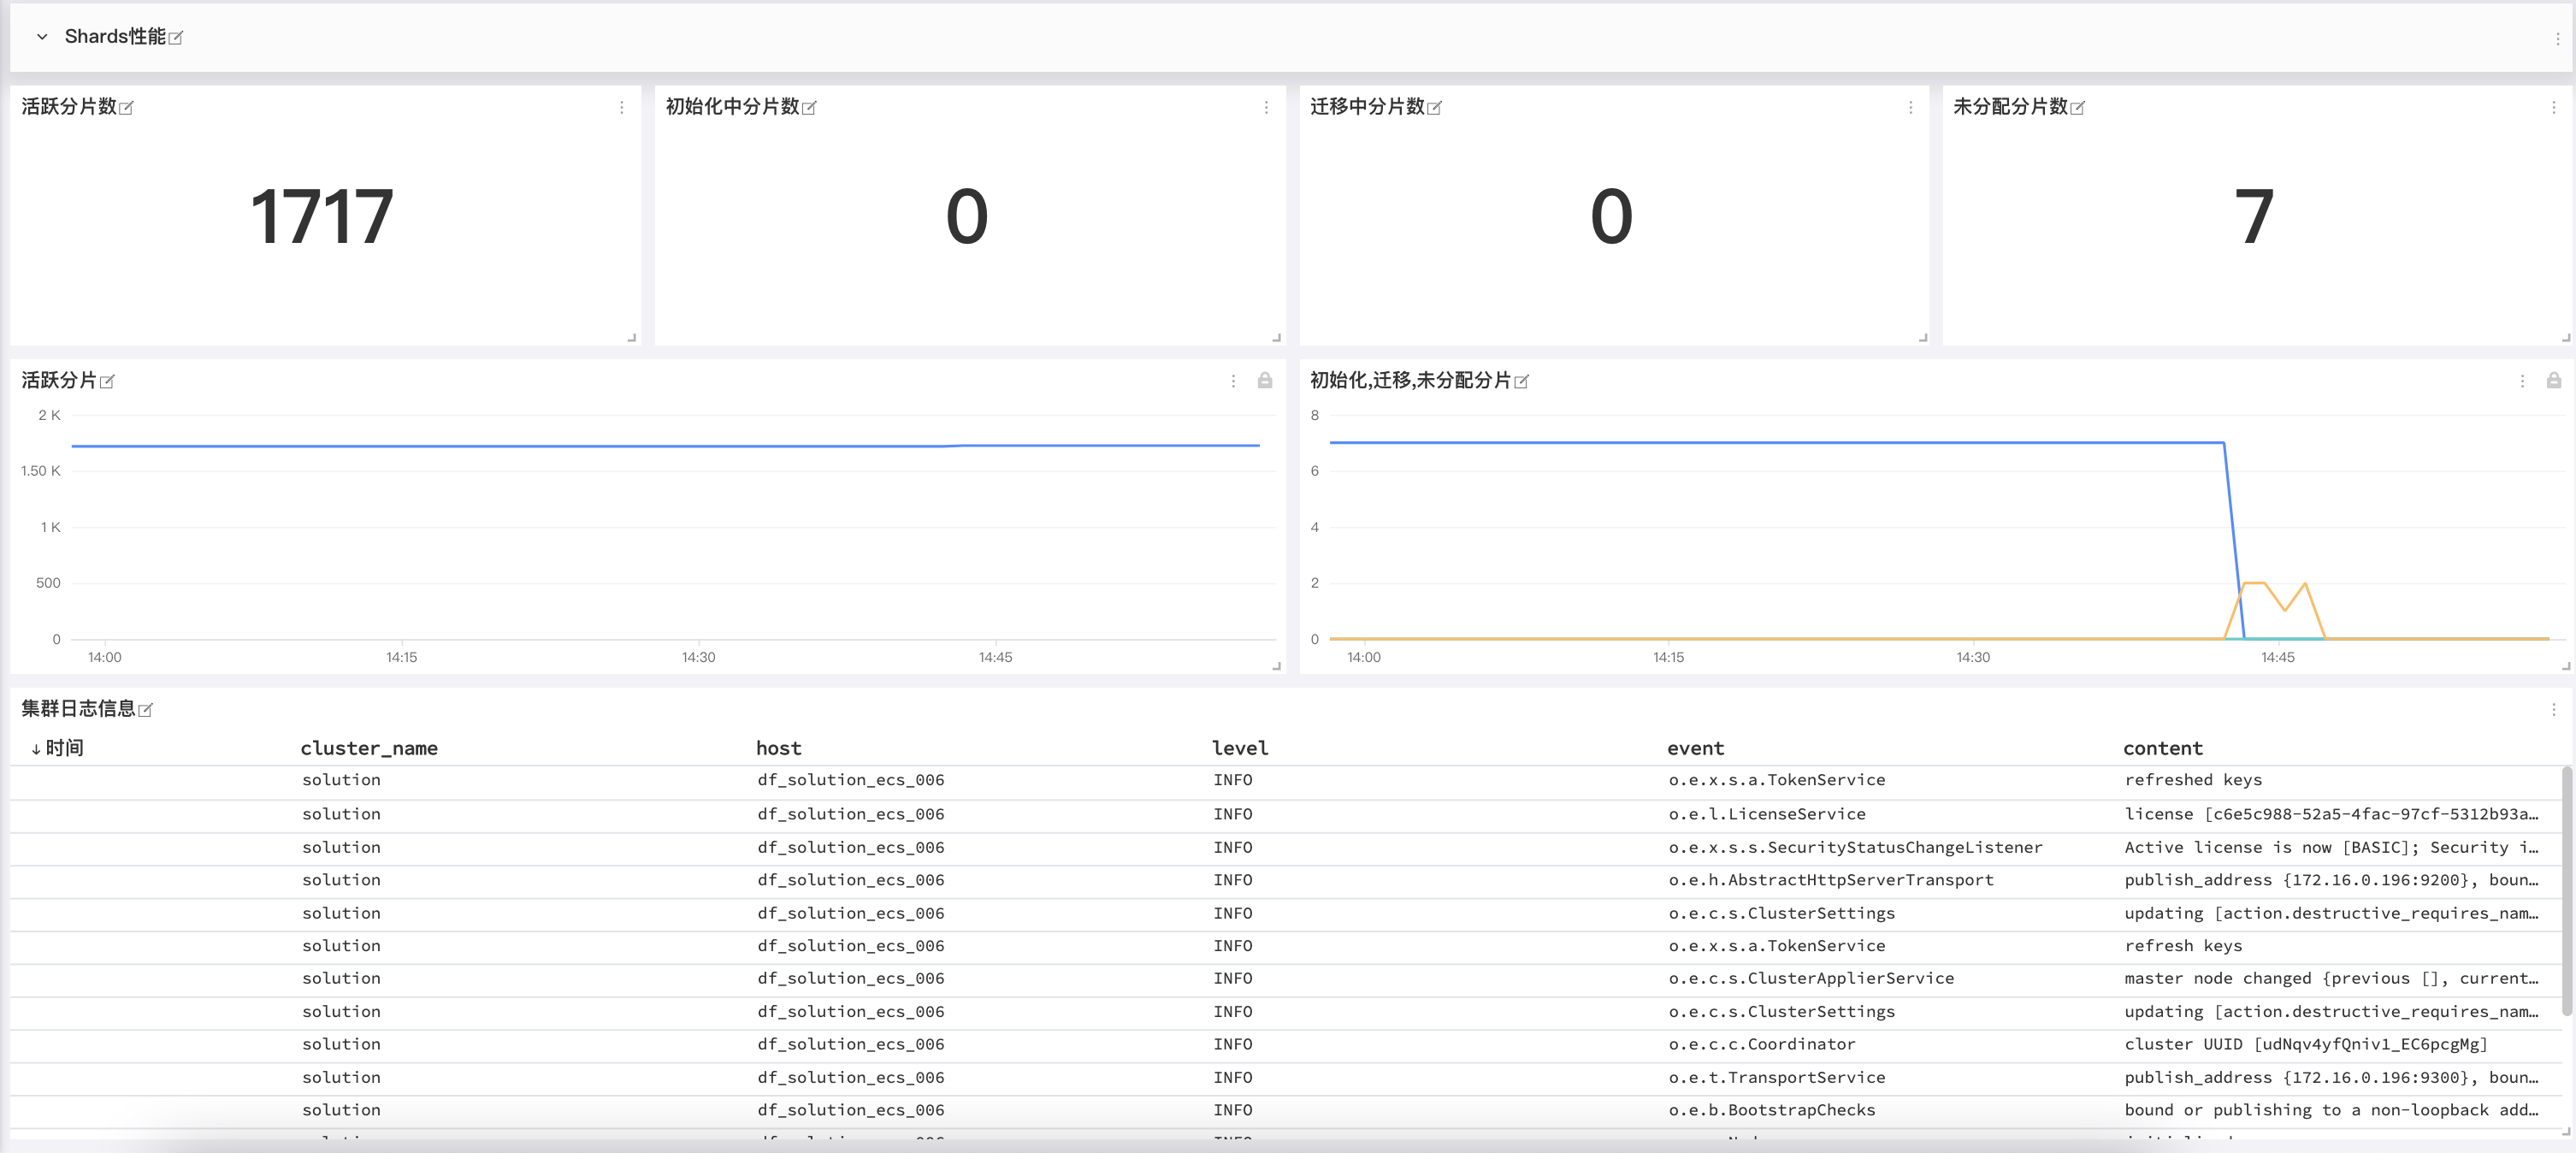 Shards性能
活跃分片数
初始化中分片数
迁移中分片数
未分配分片数
1717
0
0
7
活跃分片
2 K
1.50 K
1 K
500
0
14:00
14:15
14:30
14:45
初始化,迁移,未分配分片
8
6
4
2
0
14:00
14:15
14:30
14:45
集群日志信息
↓时间 cluster_name host level event content
solution df_solution_ecs_006 INFO o.e.x.s.a.TokenService refreshed keys
solution df_solution_ecs_006 INFO o.e.l.LicenseService license [c6e5c988-52a5-4fac-97cf-5312b93a…
solution df_solution_ecs_006 INFO o.e.x.s.s.SecurityStatusChangeListener Active license is now [BASIC]; Security i…
solution df_solution_ecs_006 INFO o.e.h.AbstractHttpServerTransport publish_address {172.16.0.196:9200}, boun…
solution df_solution_ecs_006 INFO o.e.c.s.ClusterSettings updating [action.destructive_requires_nam…
solution df_solution_ecs_006 INFO o.e.x.s.a.TokenService refresh keys
solution df_solution_ecs_006 INFO o.e.c.s.ClusterApplierService master node changed {previous [], current…
solution df_solution_ecs_006 INFO o.e.c.s.ClusterSettings updating [action.destructive_requires_nam…
solution df_solution_ecs_006 INFO o.e.c.c.Coordinator cluster UUID [udNqv4yfQniv1_EC6pcgMg]
solution df_solution_ecs_006 INFO o.e.t.TransportService publish_address {172.16.0.196:9300}, boun…
solution df_solution_ecs_006 INFO o.e.b.BootstrapChecks bound or publishing to a non-loopback add…